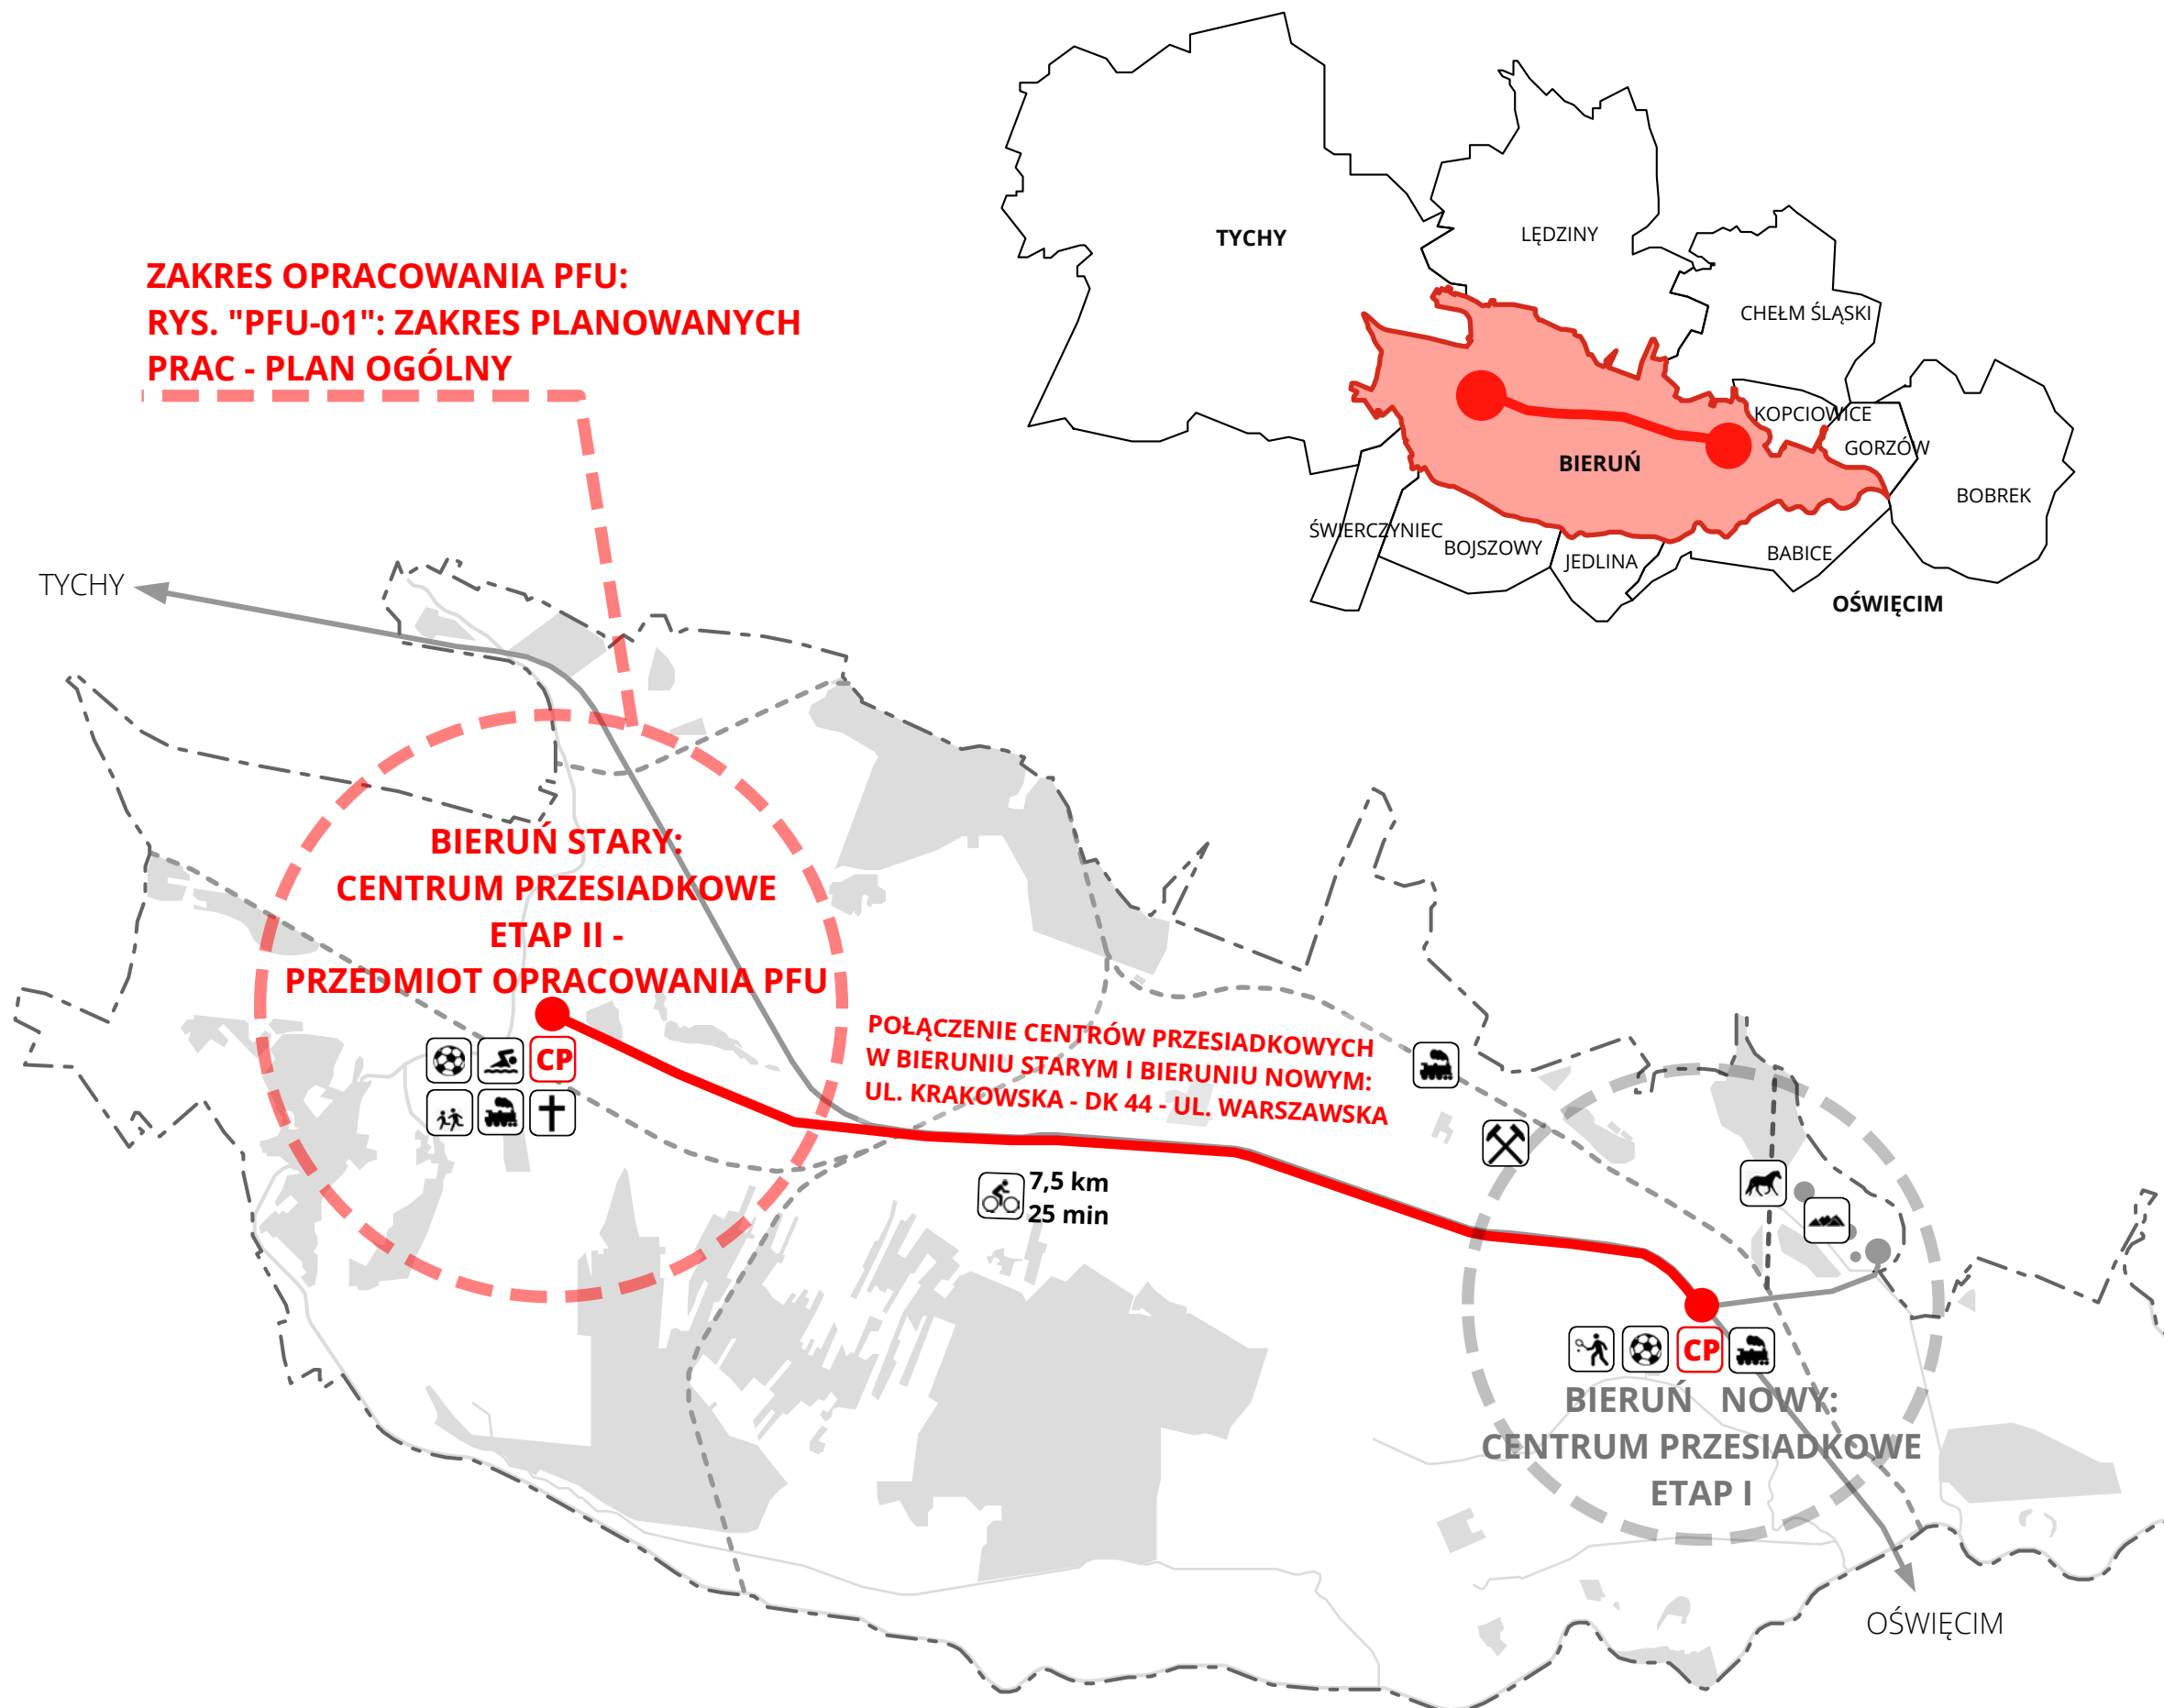 TYCHY
LĘDZINY
CHEŁM ŚLĄSKI
KOPCIOWICE
GORZÓW
BIERUŃ
BOBREK
ŚWIERCZYNIEC
BOJSZOWY
JEDLINA
BABICE
OŚWIĘCIM
ZAKRES OPRACOWANIA PFU:
RYS. "PFU-01": ZAKRES PLANOWANYCH
PRAC - PLAN OGÓLNY
TYCHY
BIERUŃ STARY:
CENTRUM PRZESIADKOWE
ETAP II -
PRZEDMIOT OPRACOWANIA PFU
CP
POŁĄCZENIE CENTRÓW PRZESIADKOWYCH
W BIERUNIU STARYM I BIERUNIU NOWYM:
UL. KRAKOWSKA - DK 44 - UL. WARSZAWSKA
7,5 km
25 min
CP
BIERUŃ NOWY:
CENTRUM PRZESIADKOWE
ETAP I
OŚWIĘCIM